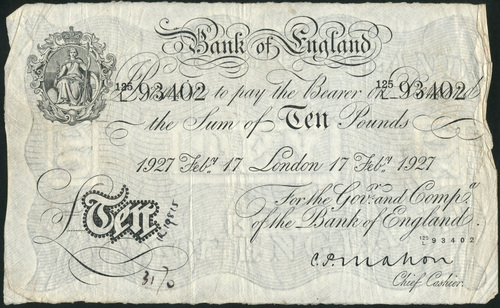 Bank of England
125/L 93402 to pay the Bearer on Demand 125/L 93402
the Sum of Ten Pounds
1927 Feby. 17 London 17 Feby. 1927
For the Govr. and Compa.
of the Bank of England.
£Ten
125/L 93402
C.P. Mahon
Chief Cashier.